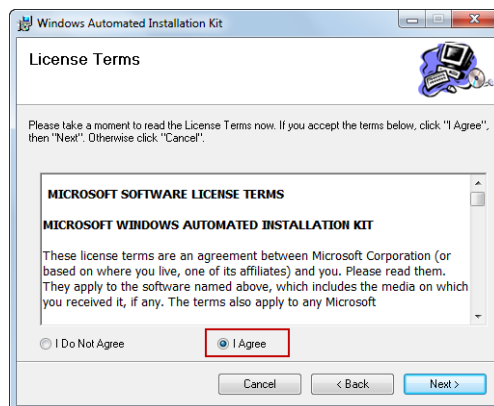 Windows Automated Installation Kit
License Terms
Please take a moment to read the License Terms now. If you accept the terms below, click "I Agree",
then "Next". Otherwise click "Cancel".
MICROSOFT SOFTWARE LICENSE TERMS
MICROSOFT WINDOWS AUTOMATED INSTALLATION KIT
These license terms are an agreement between Microsoft Corporation (or
based on where you live, one of its affiliates) and you. Please read them.
They apply to the software named above, which includes the media on which
you received it, if any. The terms also apply to any Microsoft
I Do Not Agree I Agree
Cancel < Back Next >